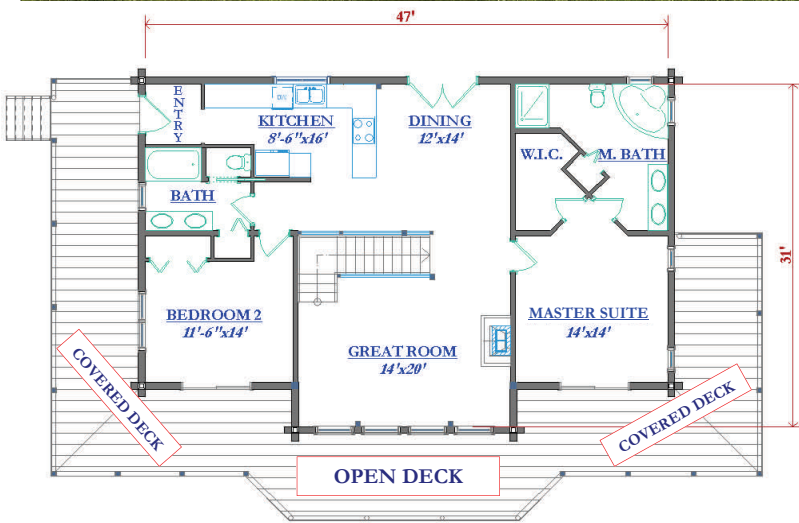 47'
ENTRY
D/W
KITCHEN
8'-6"x16'
DINING
12'x14'
W.I.C.
M. BATH
BATH
31'
BEDROOM 2
11'-6"x14'
MASTER SUITE
14'x14'
GREAT ROOM
14'x20'
COVERED DECK
COVERED DECK
OPEN DECK